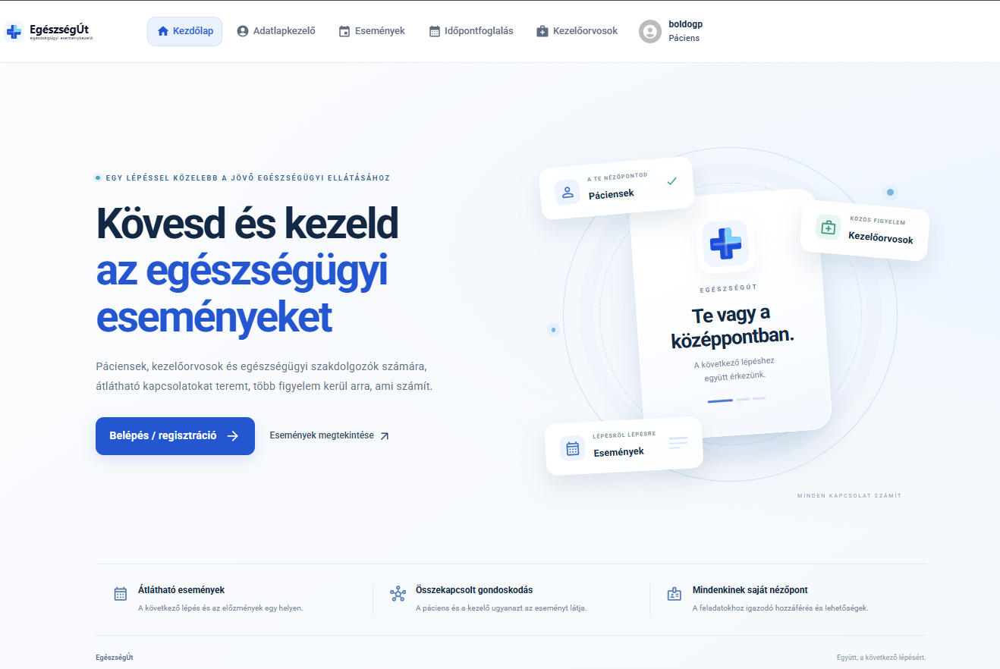 EgészségÚt
egészségügyi eseménykezelő
Kezdőlap
Adatlapkezelő
Események
Időpontfoglalás
Kezelőorvosok
boldogp
Páciens
EGY LÉPÉSSEL KÖZELEBB A JÖVŐ EGÉSZSÉGÜGYI ELLÁTÁSÁHOZ
Kövesd és kezeld
az egészségügyi
eseményeket
Páciensek, kezelőorvosok és egészségügyi szakdolgozók számára,
átlátható kapcsolatokat teremt, több figyelem kerül arra, ami számít.
Belépés / regisztráció
Események megtekintése
A TE NÉZŐPONTOD
Páciensek
KÖZÖS FIGYELEM
Kezelőorvosok
EGÉSZSÉGÚT
Te vagy a
középpontban.
A következő lépéshez
együtt érkezünk.
LÉPÉSRŐL LÉPÉSRE
Események
MINDEN KAPCSOLAT SZÁMÍT
Átlátható események
A következő lépés és az előzmények egy helyen.
Összekapcsolt gondoskodás
A páciens és a kezelő ugyanazt az eseményt látja.
Mindenkinek saját nézőpont
A feladatokhoz igazodó hozzáférés és lehetőségek.
EgészségÚt
Együtt, a következő lépésért.